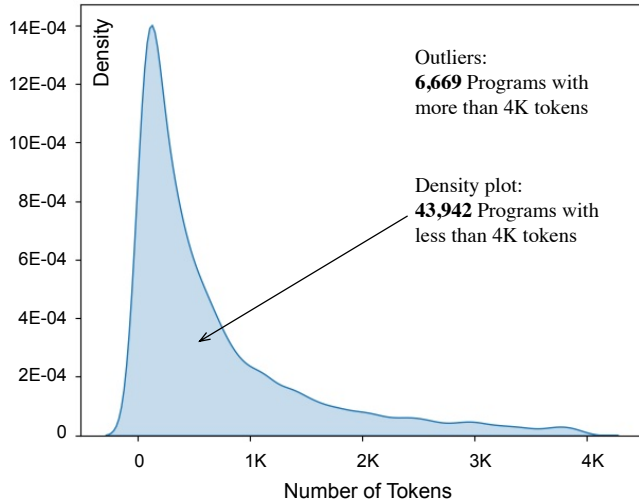 14E-04
12E-04
10E-04
8E-04
6E-04
4E-04
2E-04
0
Density
Outliers:
6,669 Programs with
more than 4K tokens
Density plot:
43,942 Programs with
less than 4K tokens
0 1K 2K 3K 4K
Number of Tokens